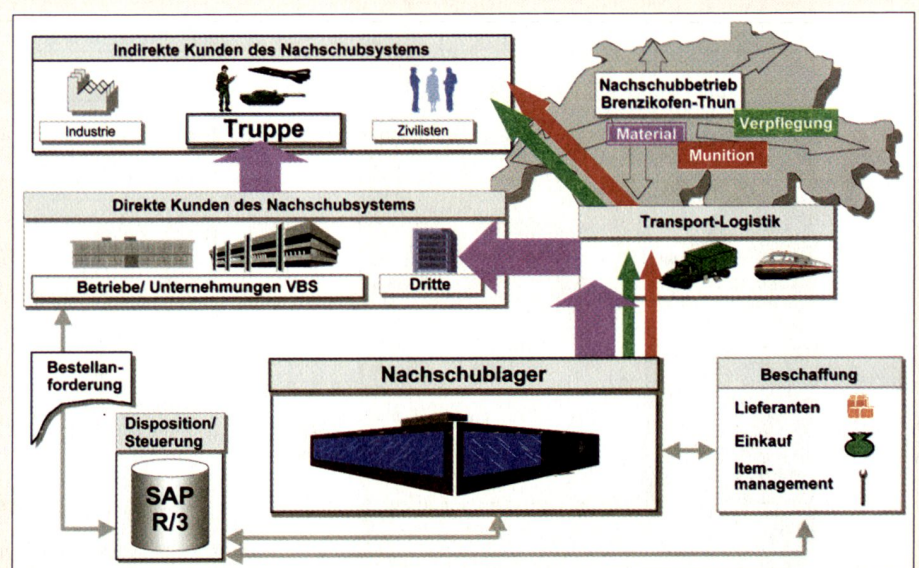 Indirekte Kunden des Nachschubsystems
Industrie
Truppe
Zivilisten
Nachschubbetrieb
Brenzikofen-Thun
Material
Verpflegung
Munition
Direkte Kunden des Nachschubsystems
Betriebe/ Unternehmungen VBS
Dritte
Transport-Logistik
Bestellan-
forderung
Disposition/
Steuerung
SAP
R/3
Nachschublager
Beschaffung
Lieferanten
Einkauf
Item-
management